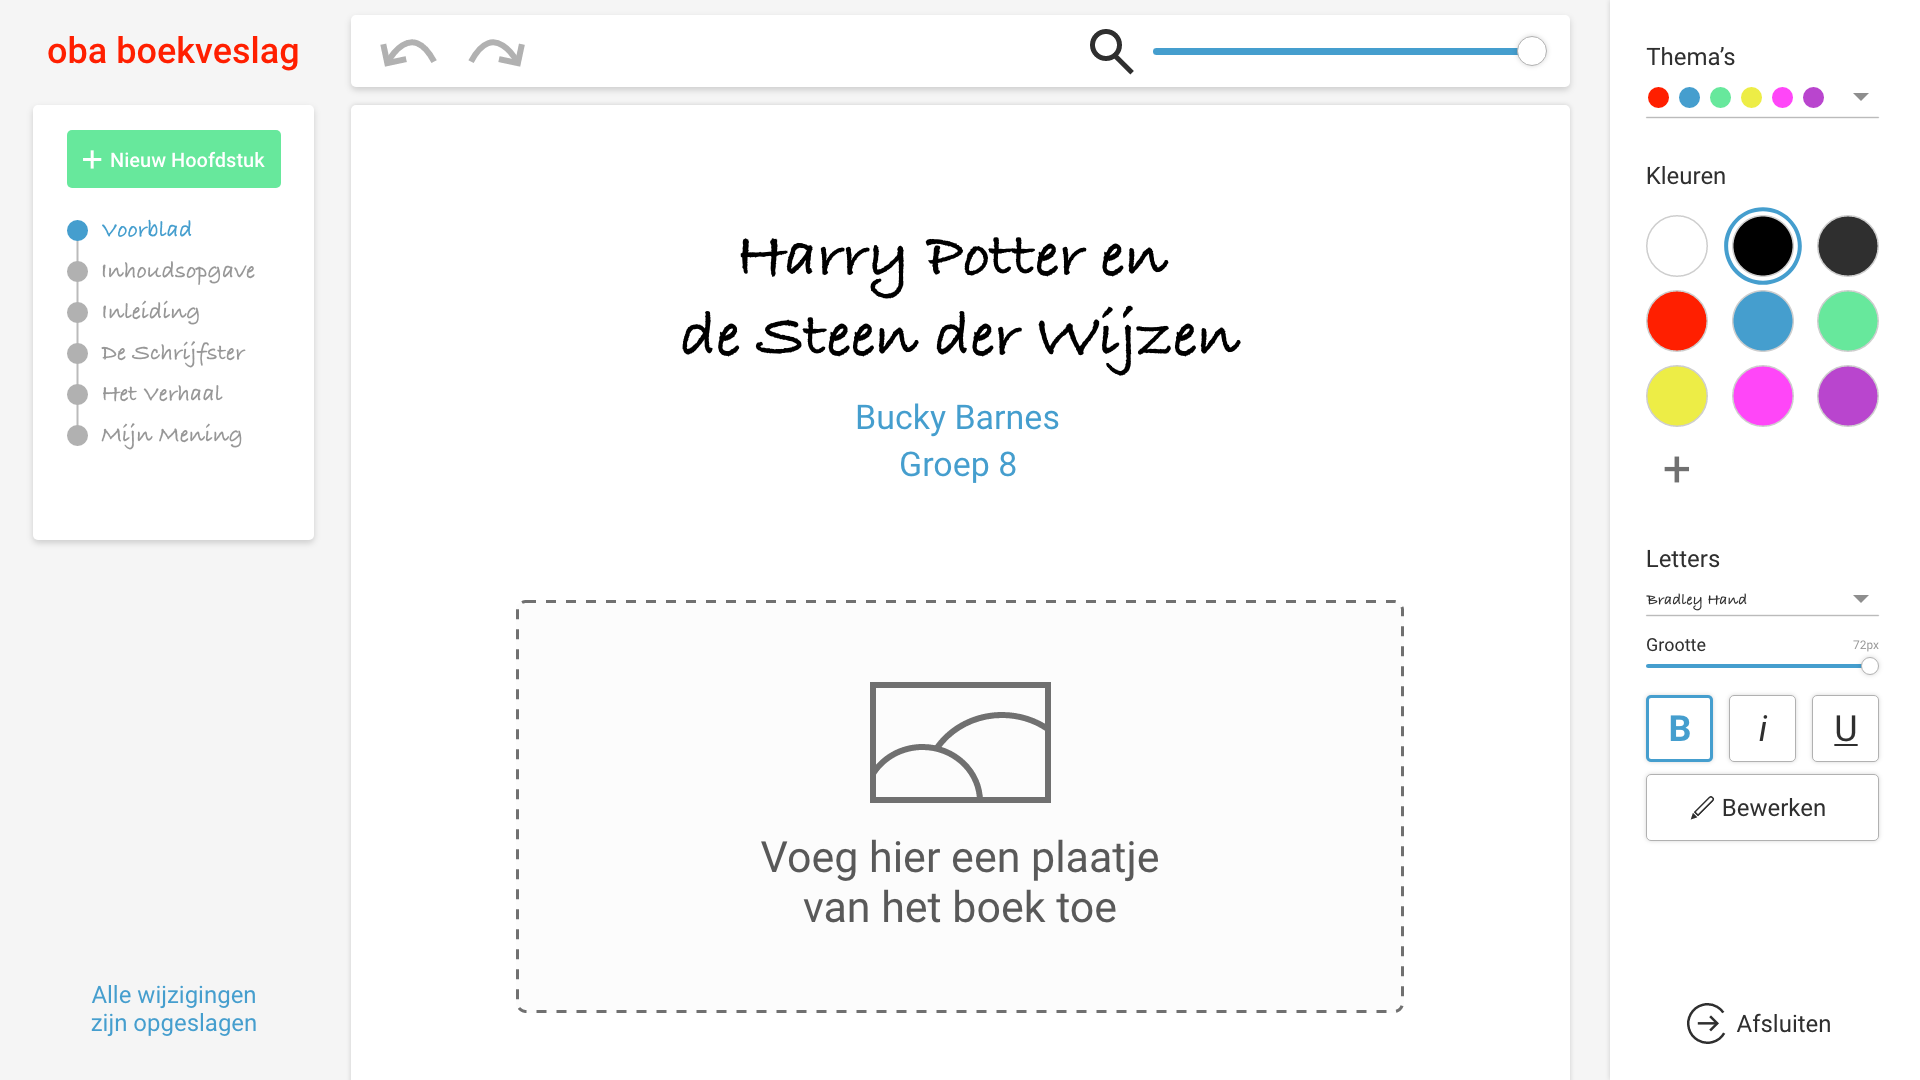 oba boekveslag
Nieuw Hoofdstuk
Voorblad
Inhoudsopgave
Inleiding
De Schrijfster
Het Verhaal
Mijn Mening
Alle wijzigingen
zijn opgeslagen
Harry Potter en
de Steen der Wijzen
Bucky Barnes
Groep 8
Voeg hier een plaatje
van het boek toe
Thema’s
Kleuren
Letters
Bradley Hand
Grootte 72px
B i U
Bewerken
Afsluiten